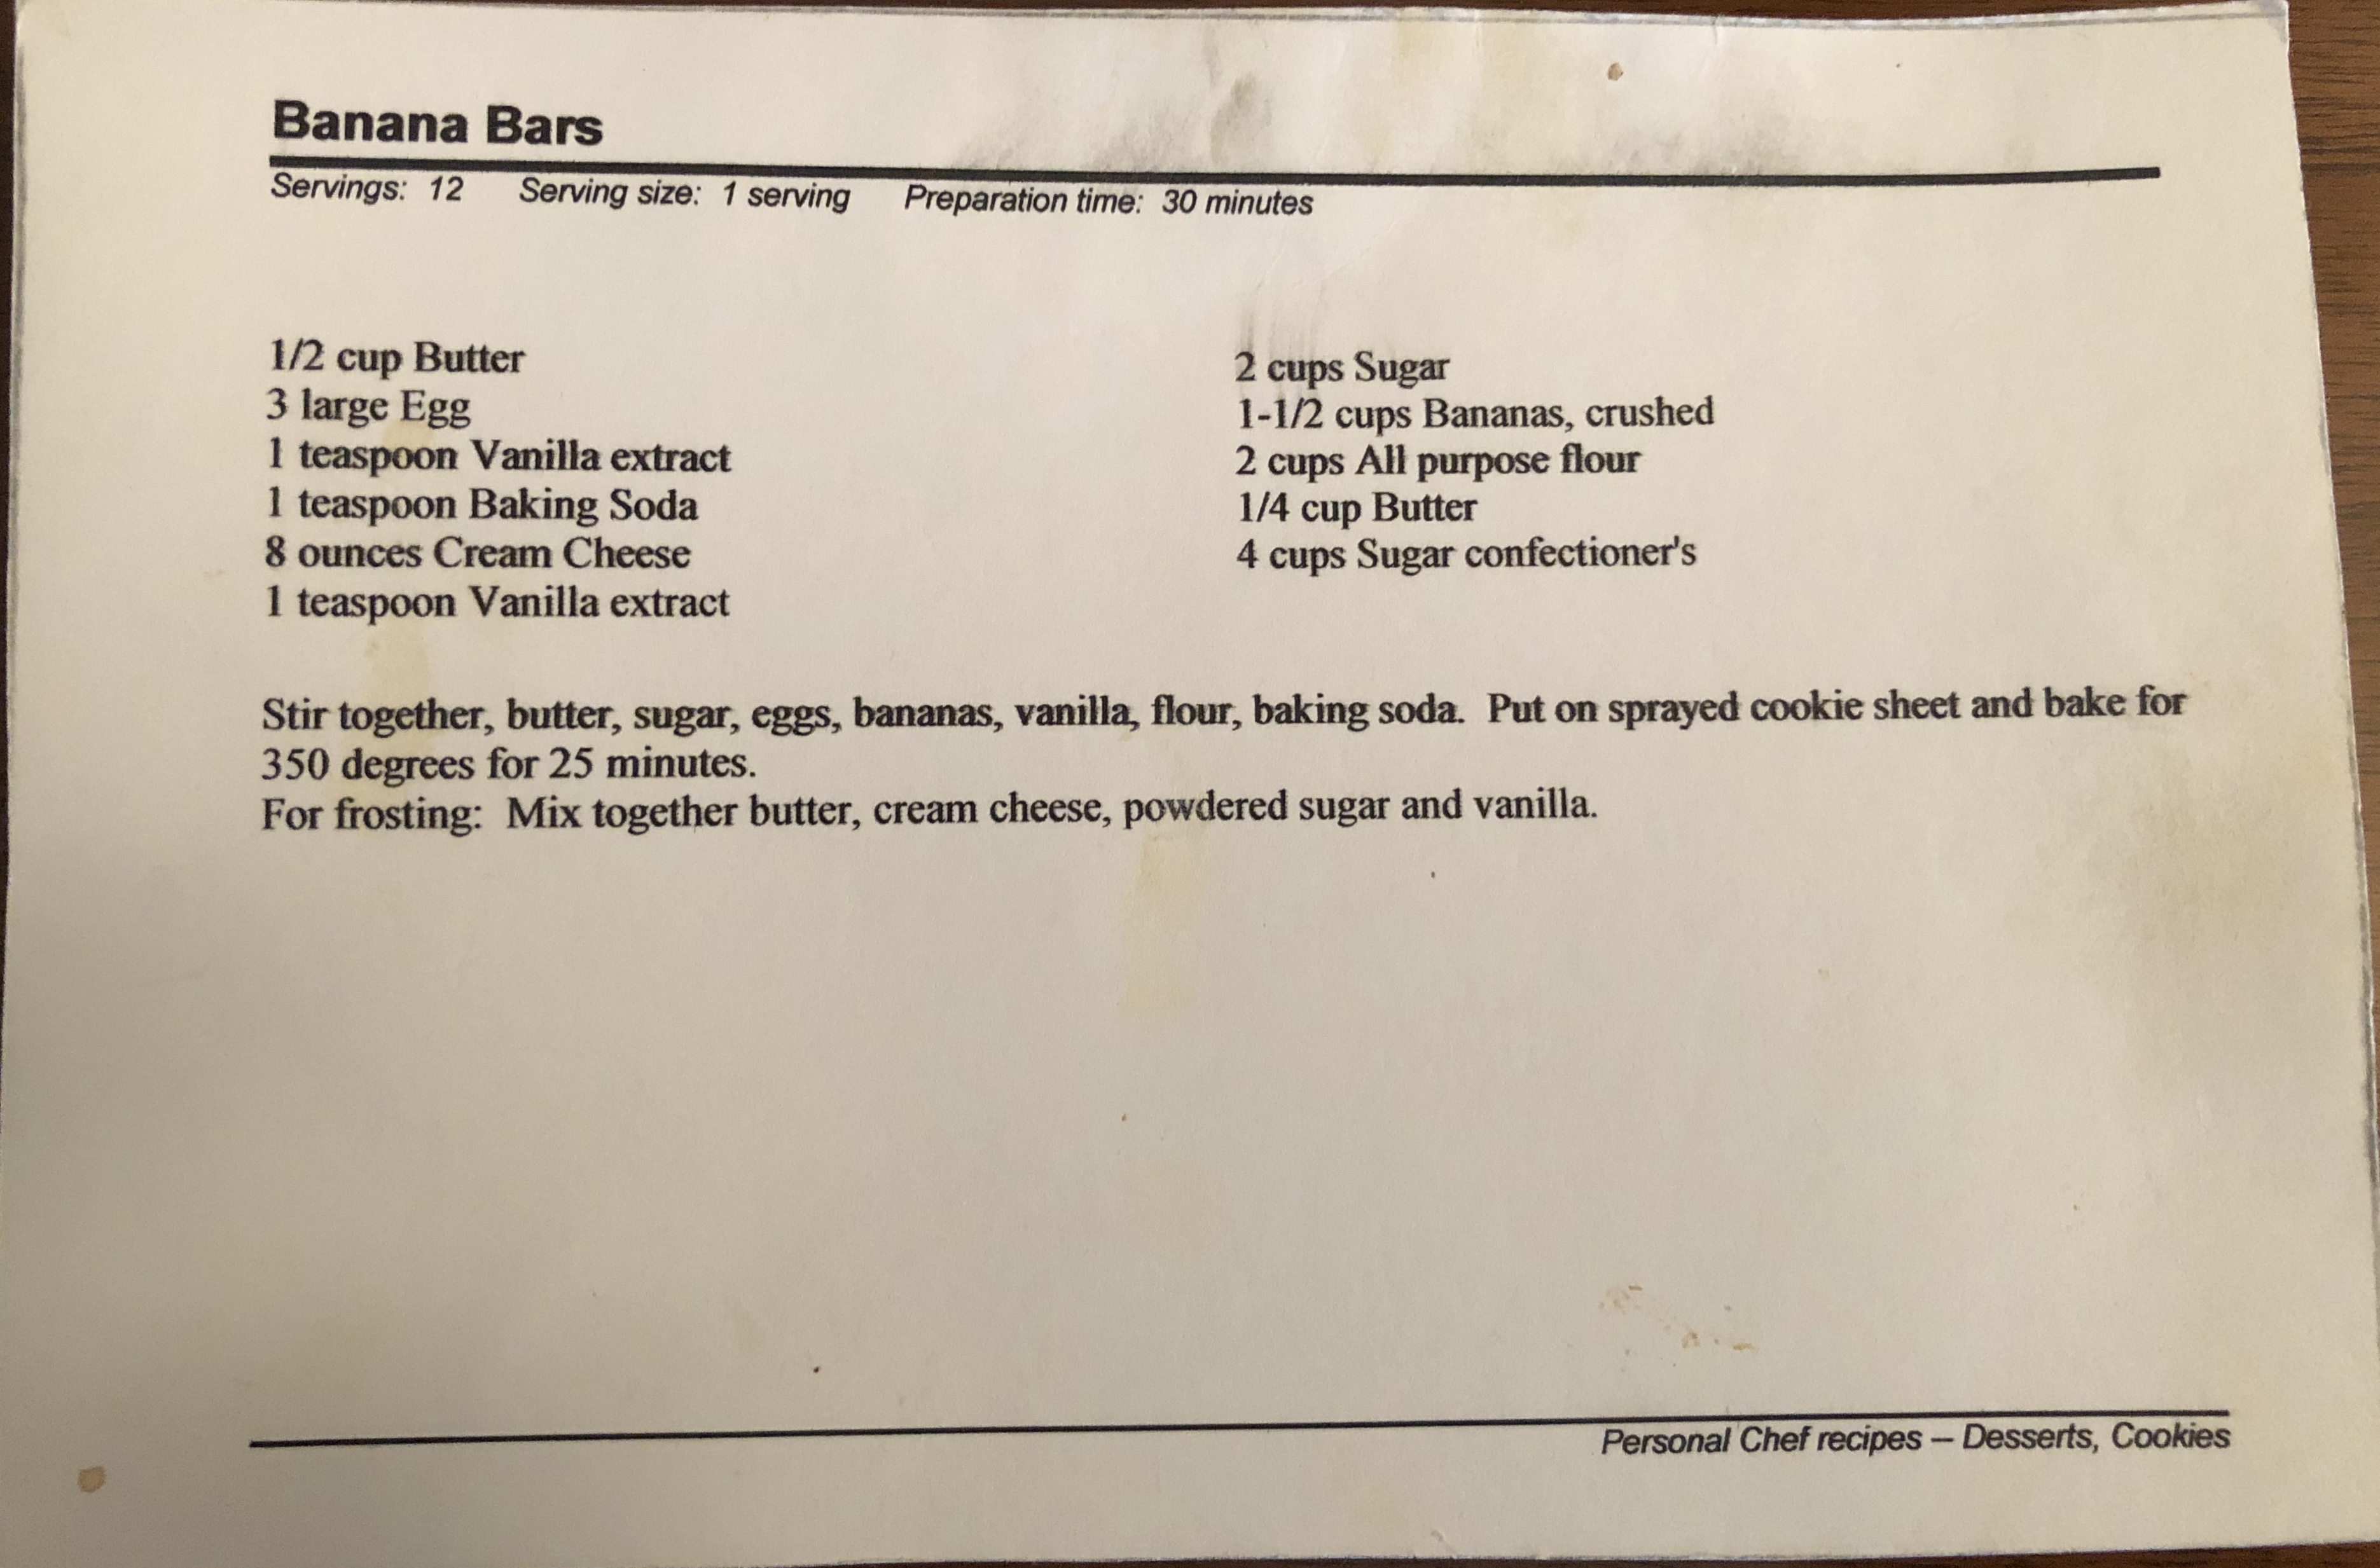 Banana Bars
Servings: 12 Serving size: 1 serving Preparation time: 30 minutes
1/2 cup Butter
3 large Egg
1 teaspoon Vanilla extract
1 teaspoon Baking Soda
8 ounces Cream Cheese
1 teaspoon Vanilla extract
2 cups Sugar
1-1/2 cups Bananas, crushed
2 cups All purpose flour
1/4 cup Butter
4 cups Sugar confectioner's
Stir together, butter, sugar, eggs, bananas, vanilla, flour, baking soda. Put on sprayed cookie sheet and bake for
350 degrees for 25 minutes.
For frosting: Mix together butter, cream cheese, powdered sugar and vanilla.
Personal Chef recipes – Desserts, Cookies